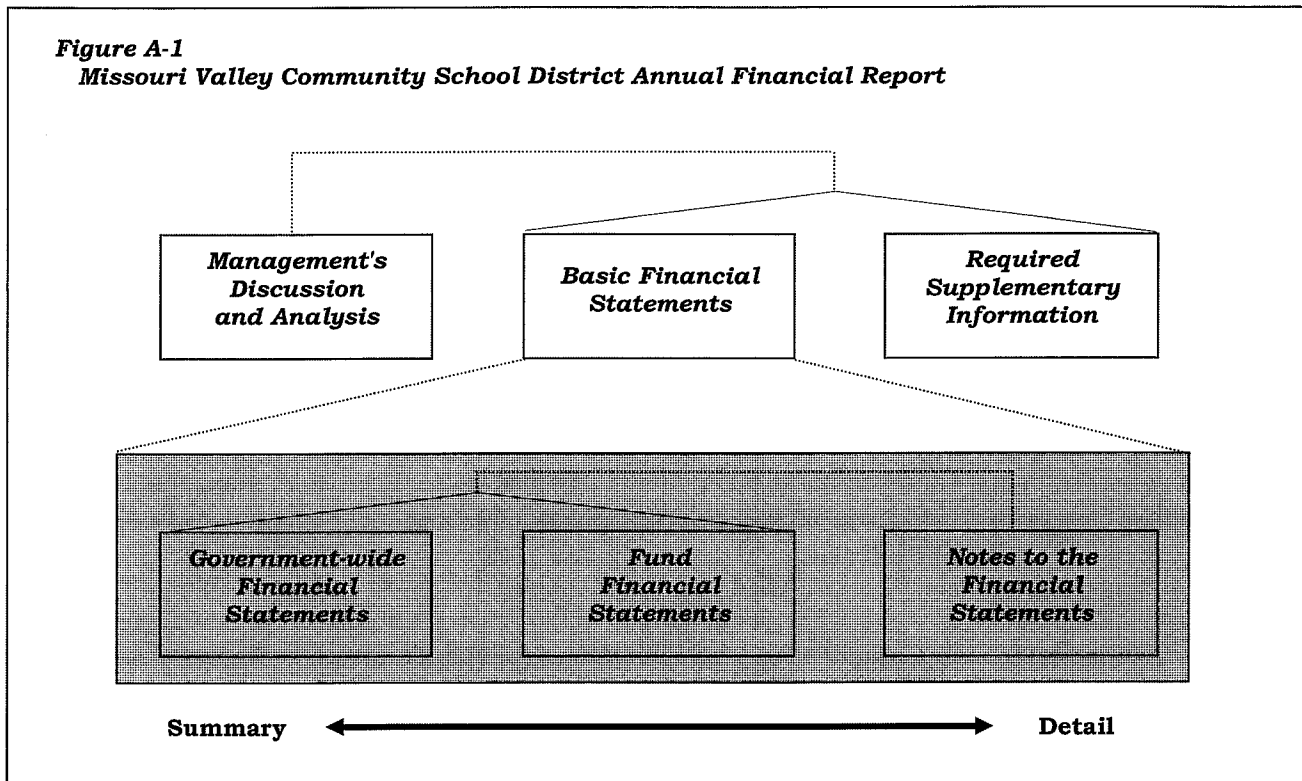 Figure A-1
Missouri Valley Community School District Annual Financial Report
Management's
Discussion
and Analysis
Basic Financial
Statements
Required
Supplementary
Information
Government-wide
Financial
Statements
Fund
Financial
Statements
Notes to the
Financial
Statements
Summary
Detail